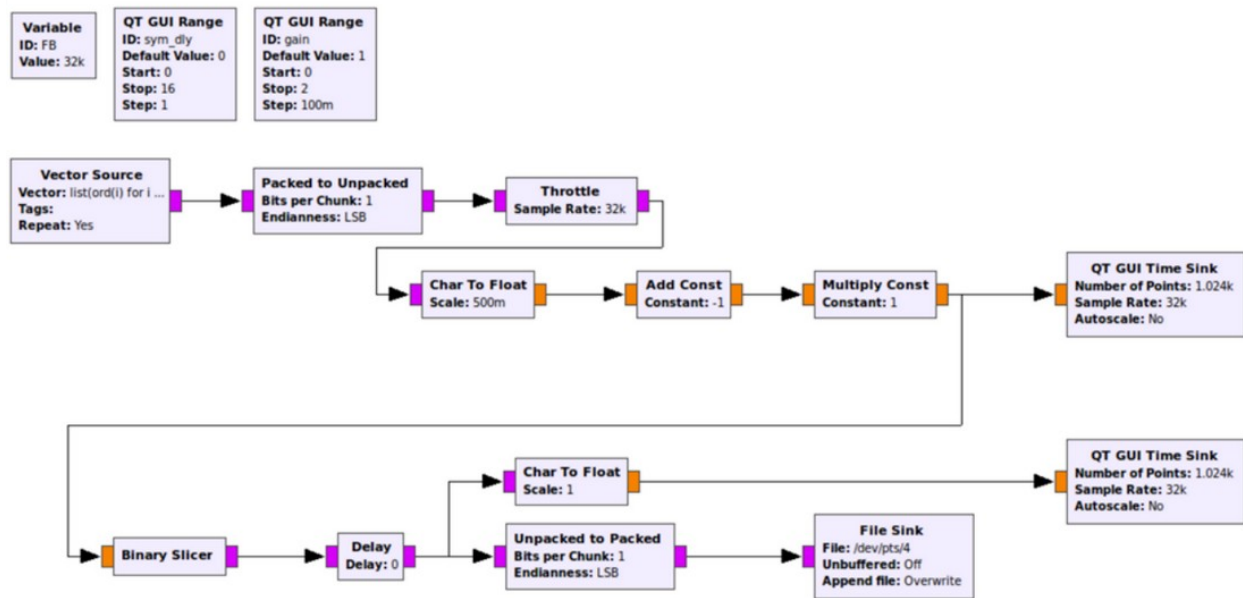 Variable
ID: FB
Value: 32k
QT GUI Range
ID: sym_dly
Default Value: 0
Start: 0
Stop: 16
Step: 1
QT GUI Range
ID: gain
Default Value: 1
Start: 0
Stop: 2
Step: 100m
Vector Source
Vector: list(ord(i) for i ...
Tags:
Repeat: Yes
Packed to Unpacked
Bits per Chunk: 1
Endianness: LSB
Throttle
Sample Rate: 32k
Char To Float
Scale: 500m
Add Const
Constant: -1
Multiply Const
Constant: 1
QT GUI Time Sink
Number of Points: 1.024k
Sample Rate: 32k
Autoscale: No
Binary Slicer
Delay
Delay: 0
Char To Float
Scale: 1
Unpacked to Packed
Bits per Chunk: 1
Endianness: LSB
File Sink
File: /dev/pts/4
Unbuffered: Off
Append file: Overwrite
QT GUI Time Sink
Number of Points: 1.024k
Sample Rate: 32k
Autoscale: No